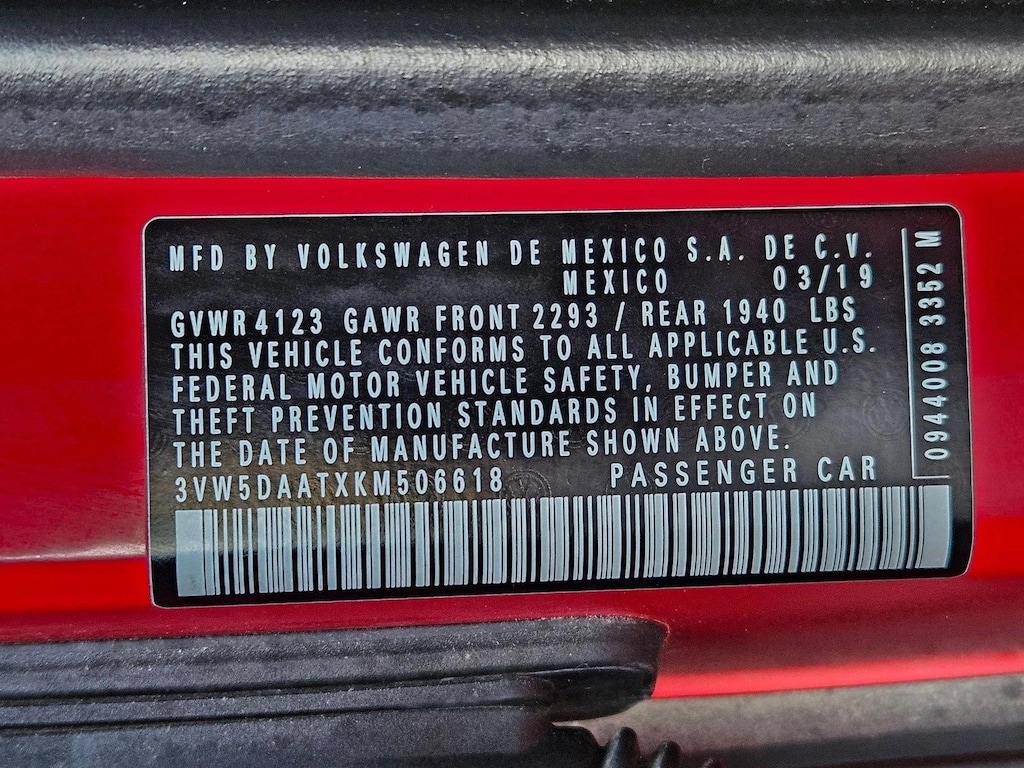 MFD BY VOLKSWAGEN DE MEXICO S.A. DE C.V.
MEXICO 03/19
GVWR 4123 GAWR FRONT 2293 / REAR 1940 LBS
THIS VEHICLE CONFORMS TO ALL APPLICABLE U.S.
FEDERAL MOTOR VEHICLE SAFETY, BUMPER AND
THEFT PREVENTION STANDARDS IN EFFECT ON
THE DATE OF MANUFACTURE SHOWN ABOVE.
3VW5DAATXKM506618 PASSENGER CAR
0944008 3352 M